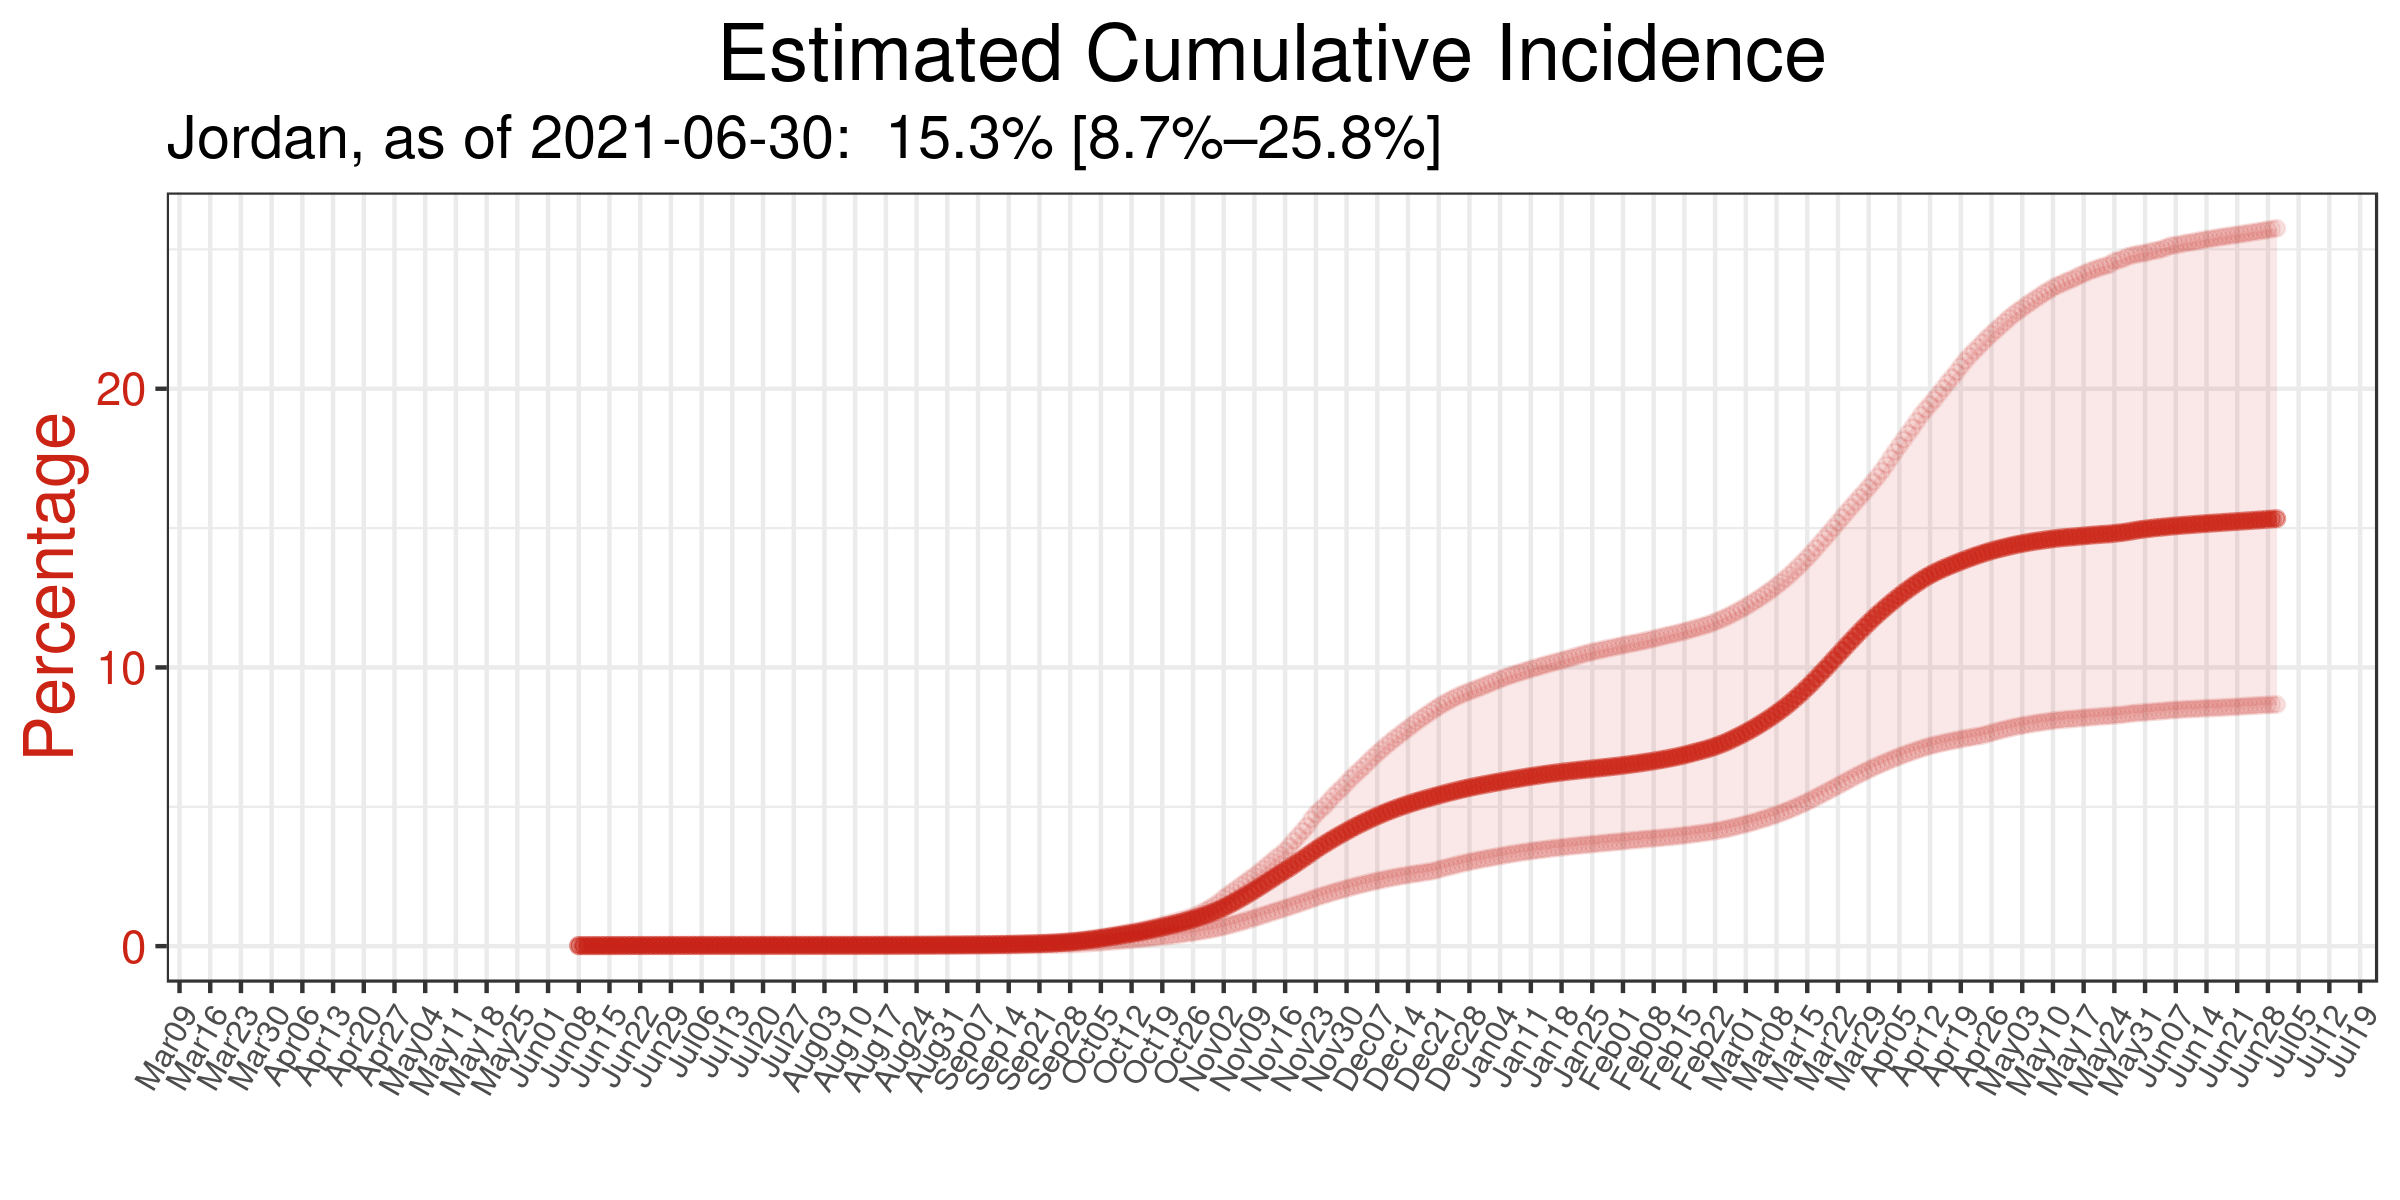 Estimated Cumulative Incidence
Jordan, as of 2021-06-30:  15.3% [8.7%–25.8%]
Percentage
20
10
0
Mar09
Mar16
Mar23
Mar30
Apr06
Apr13
Apr20
Apr27
May04
May11
May18
May25
Jun01
Jun08
Jun15
Jun22
Jun29
Jul06
Jul13
Jul20
Jul27
Aug03
Aug10
Aug17
Aug24
Aug31
Sep07
Sep14
Sep21
Sep28
Oct05
Oct12
Oct19
Oct26
Nov02
Nov09
Nov16
Nov23
Nov30
Dec07
Dec14
Dec21
Dec28
Jan04
Jan11
Jan18
Jan25
Feb01
Feb08
Feb15
Feb22
Mar01
Mar08
Mar15
Mar22
Mar29
Apr05
Apr12
Apr19
Apr26
May03
May10
May17
May24
May31
Jun07
Jun14
Jun21
Jun28
Jul05
Jul12
Jul19